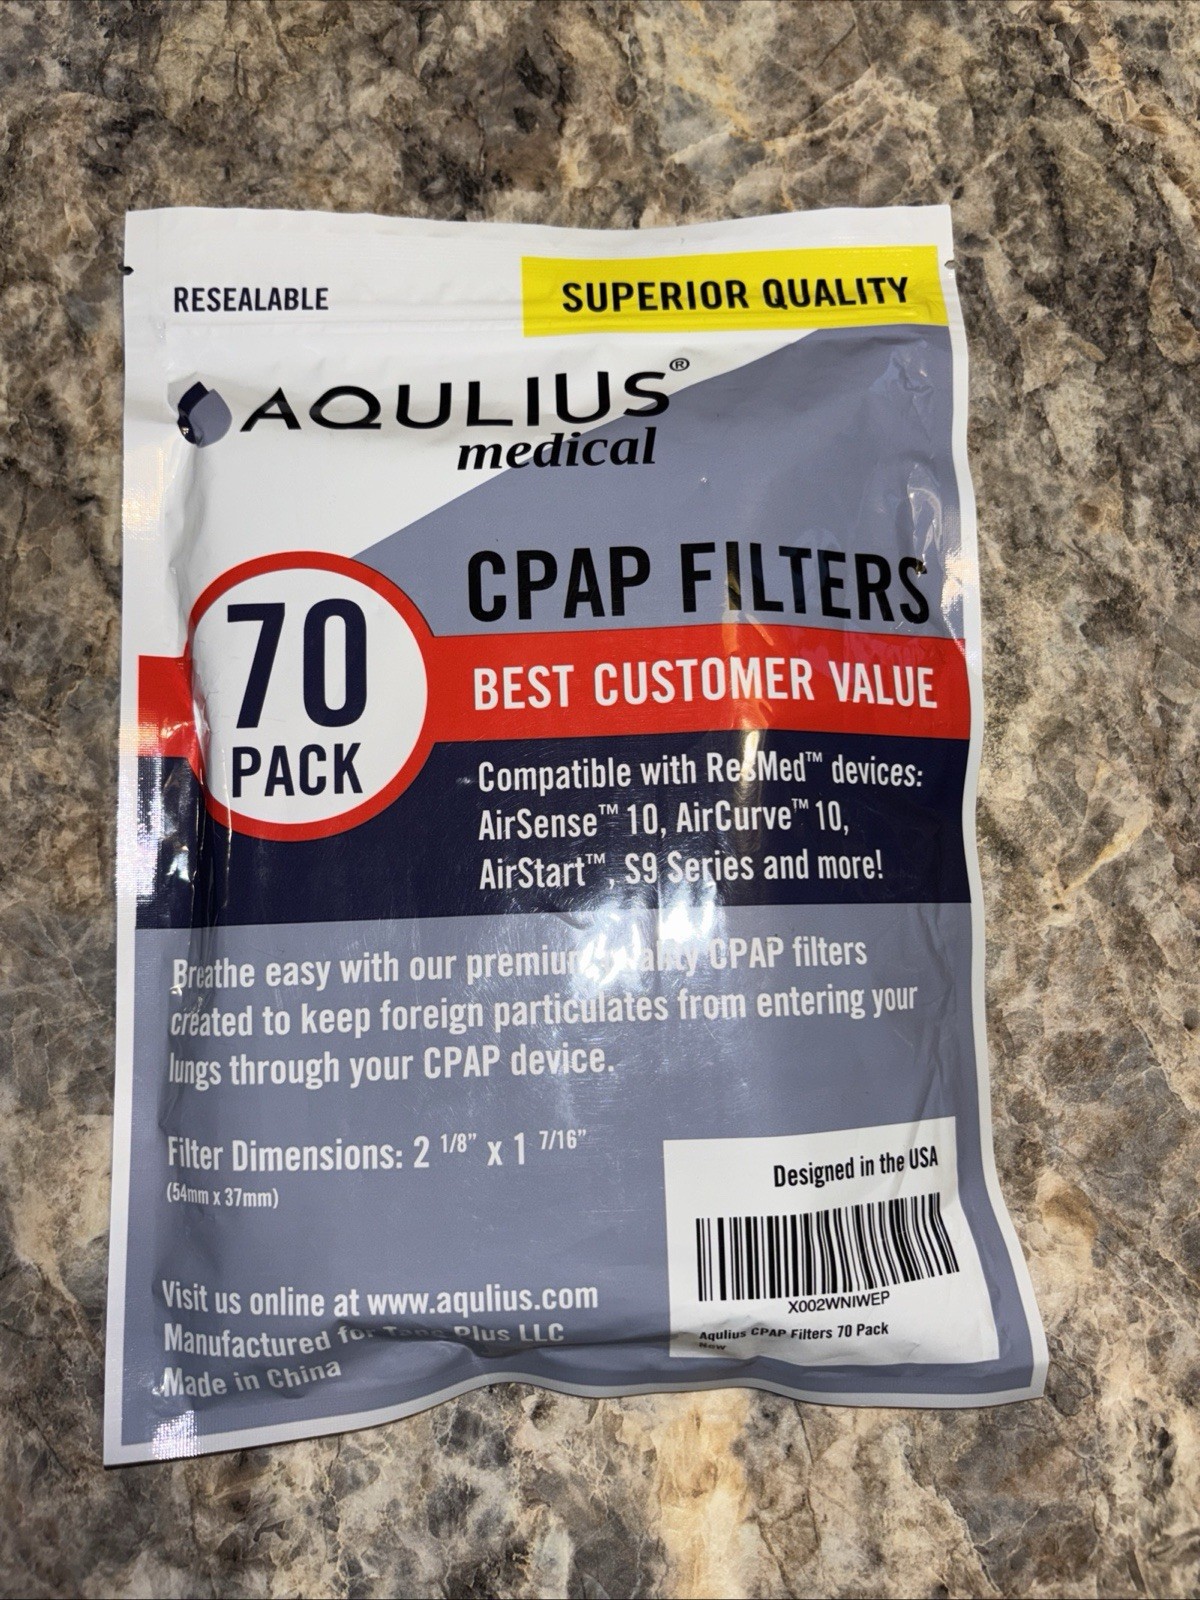 RESEALABLE
SUPERIOR QUALITY
AQULIUS®
medical
70
PACK
CPAP FILTERS
BEST CUSTOMER VALUE
Compatible with ResMed™ devices:
AirSense™ 10, AirCurve™ 10,
AirStart™, S9 Series and more!
Breathe easy with our premium quality CPAP filters
created to keep foreign particulates from entering your
lungs through your CPAP device.
Filter Dimensions: 2 1/8” x 1 7/16”
(54mm x 37mm)
Designed in the USA
X002WNIWEP
Aqulius CPAP Filters 70 Pack
New
Visit us online at www.aqulius.com
Manufactured for Plus LLC
Made in China